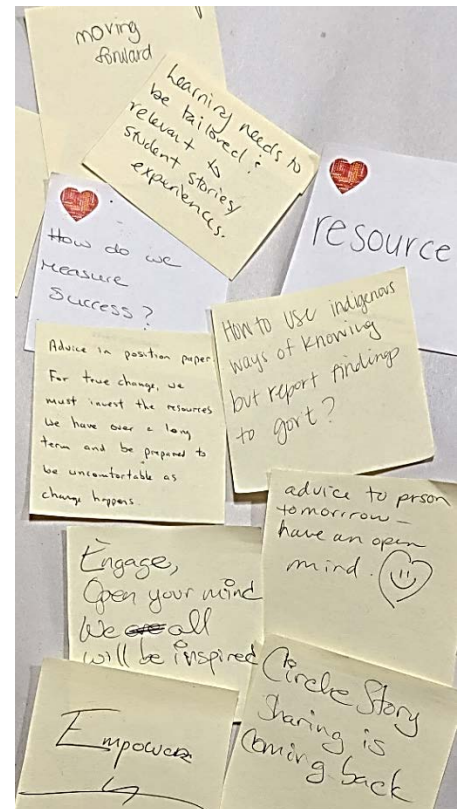 moving
forward
Learning needs to
be tailored &
relevant to
student stories/
experiences.
resource
How do we
measure
Success?
How to use indigenous
ways of knowing
but report findings
to gov't?
Advice in position paper.
For true change, we
must invest the resources
we have over a long
term and be prepared to
be uncomfortable as
change happens.
advice to prson
tomorrrow –
have an open
mind.
Engage,
Open your mind
We are all
will be inspired
Circle Story
Sharing is
Coming back
Empower